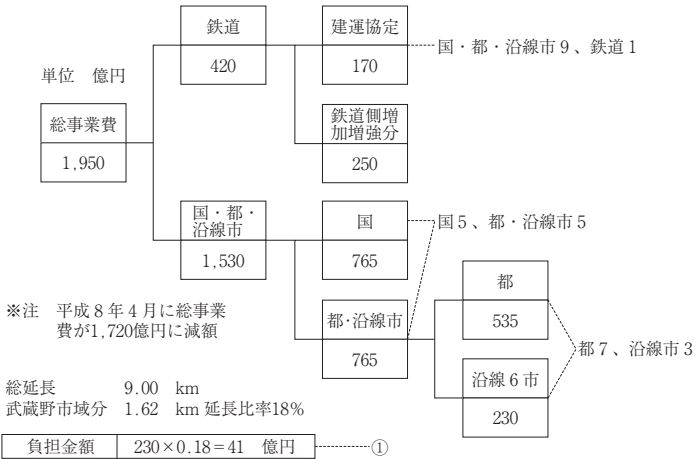 鉄道
420
建運協定
170
国・都・沿線市9、鉄道1
単位　億円
総事業費
1,950
鉄道側増
加増強分
250
国・都・
沿線市
1,530
国
765
国5、都・沿線市5
都・沿線市
765
都
535
都7、沿線市3
沿線6市
230
※注　平成8年4月に総事業
費が1,720億円に減額
総延長　9.00　km
武蔵野市域分　1.62　km 延長比率18%
負担金額　230×0.18=41　億円　①